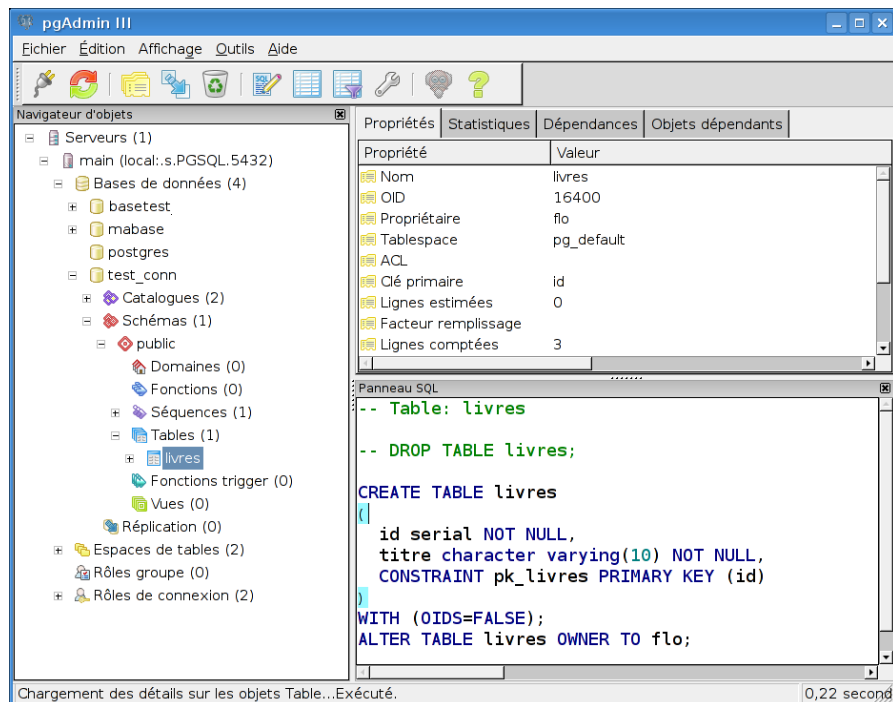 pgAdmin III
Fichier Édition Affichage Outils Aide
Navigateur d'objets
Serveurs (1)
main (local:.s.PGSQL.5432)
Bases de données (4)
basetest
mabase
postgres
test_conn
Catalogues (2)
Schémas (1)
public
Domaines (0)
Fonctions (0)
Séquences (1)
Tables (1)
livres
Fonctions trigger (0)
Vues (0)
Réplication (0)
Espaces de tables (2)
Rôles groupe (0)
Rôles de connexion (2)
Propriétés Statistiques Dépendances Objets dépendants
Propriété Valeur
Nom livres
OID 16400
Propriétaire flo
Tablespace pg_default
ACL
Clé primaire id
Lignes estimées 0
Facteur remplissage
Lignes comptées 3
Panneau SQL
-- Table: livres
-- DROP TABLE livres;
CREATE TABLE livres
(
id serial NOT NULL,
titre character varying(10) NOT NULL,
CONSTRAINT pk_livres PRIMARY KEY (id)
)
WITH (OIDS=FALSE);
ALTER TABLE livres OWNER TO flo;
Chargement des détails sur les objets Table...Exécuté. 0,22 second